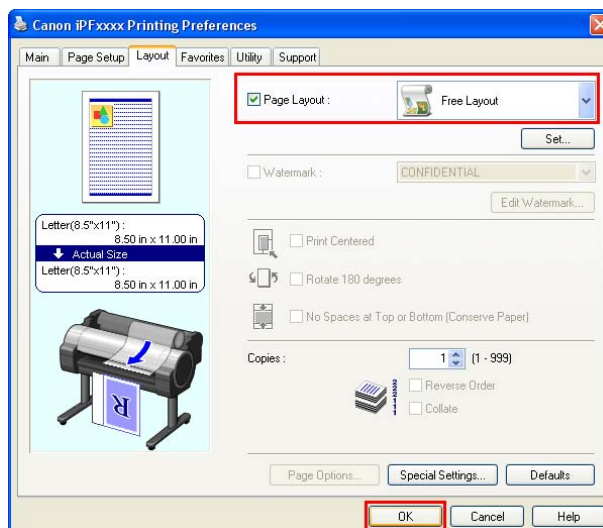 Canon iPFxxxx Printing Preferences
Main Page Setup Layout Favorites Utility Support
Page Layout : Free Layout
Set...
Watermark : CONFIDENTIAL
Edit Watermark...
Letter(8.5"x11") :
8.50 in x 11.00 in
Actual Size
Letter(8.5"x11") :
8.50 in x 11.00 in
Print Centered
Rotate 180 degrees
No Spaces at Top or Bottom (Conserve Paper)
R
Copies : 1 (1 - 999)
Reverse Order
Collate
Page Options... Special Settings... Defaults
OK Cancel Help